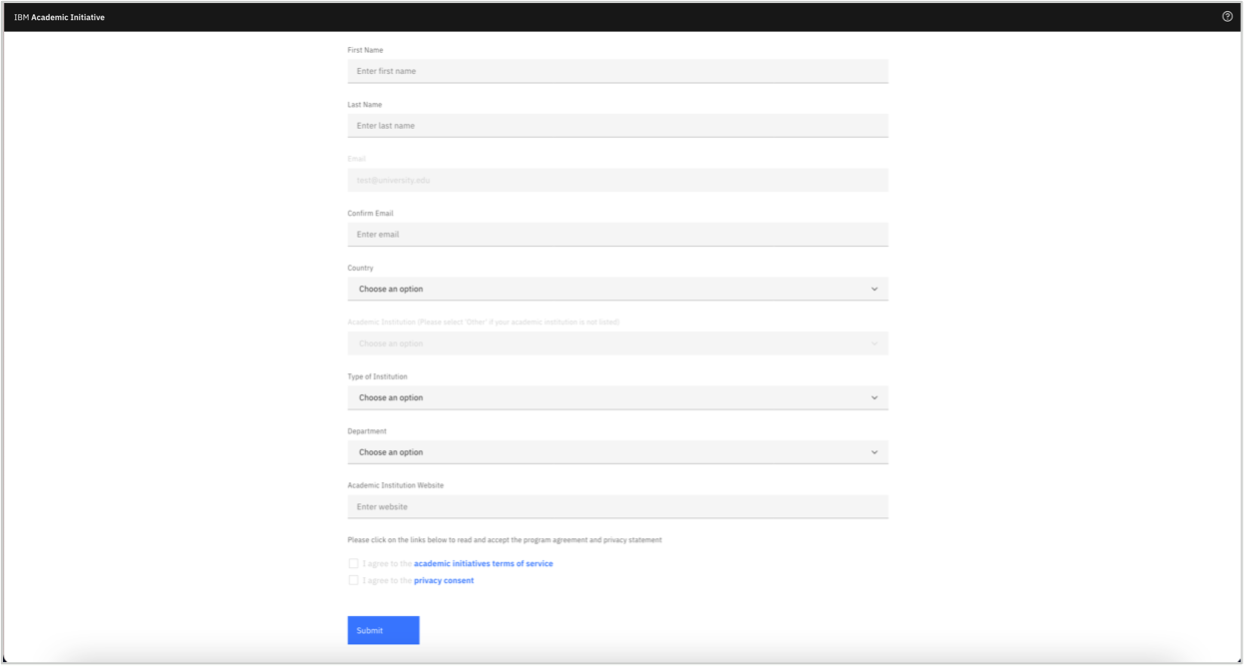 IBM Academic Initiative
First Name
Enter first name
Last Name
Enter last name
Email
test@university.edu
Confirm Email
Enter email
Country
Choose an option
Academic Institution (Please select 'Other' if your academic institution is not listed)
Choose an option
Type of Institution
Choose an option
Department
Choose an option
Academic Institution Website
Enter website
Please click on the links below to read and accept the program agreement and privacy statement
I agree to the academic initiatives terms of service
I agree to the privacy consent
Submit